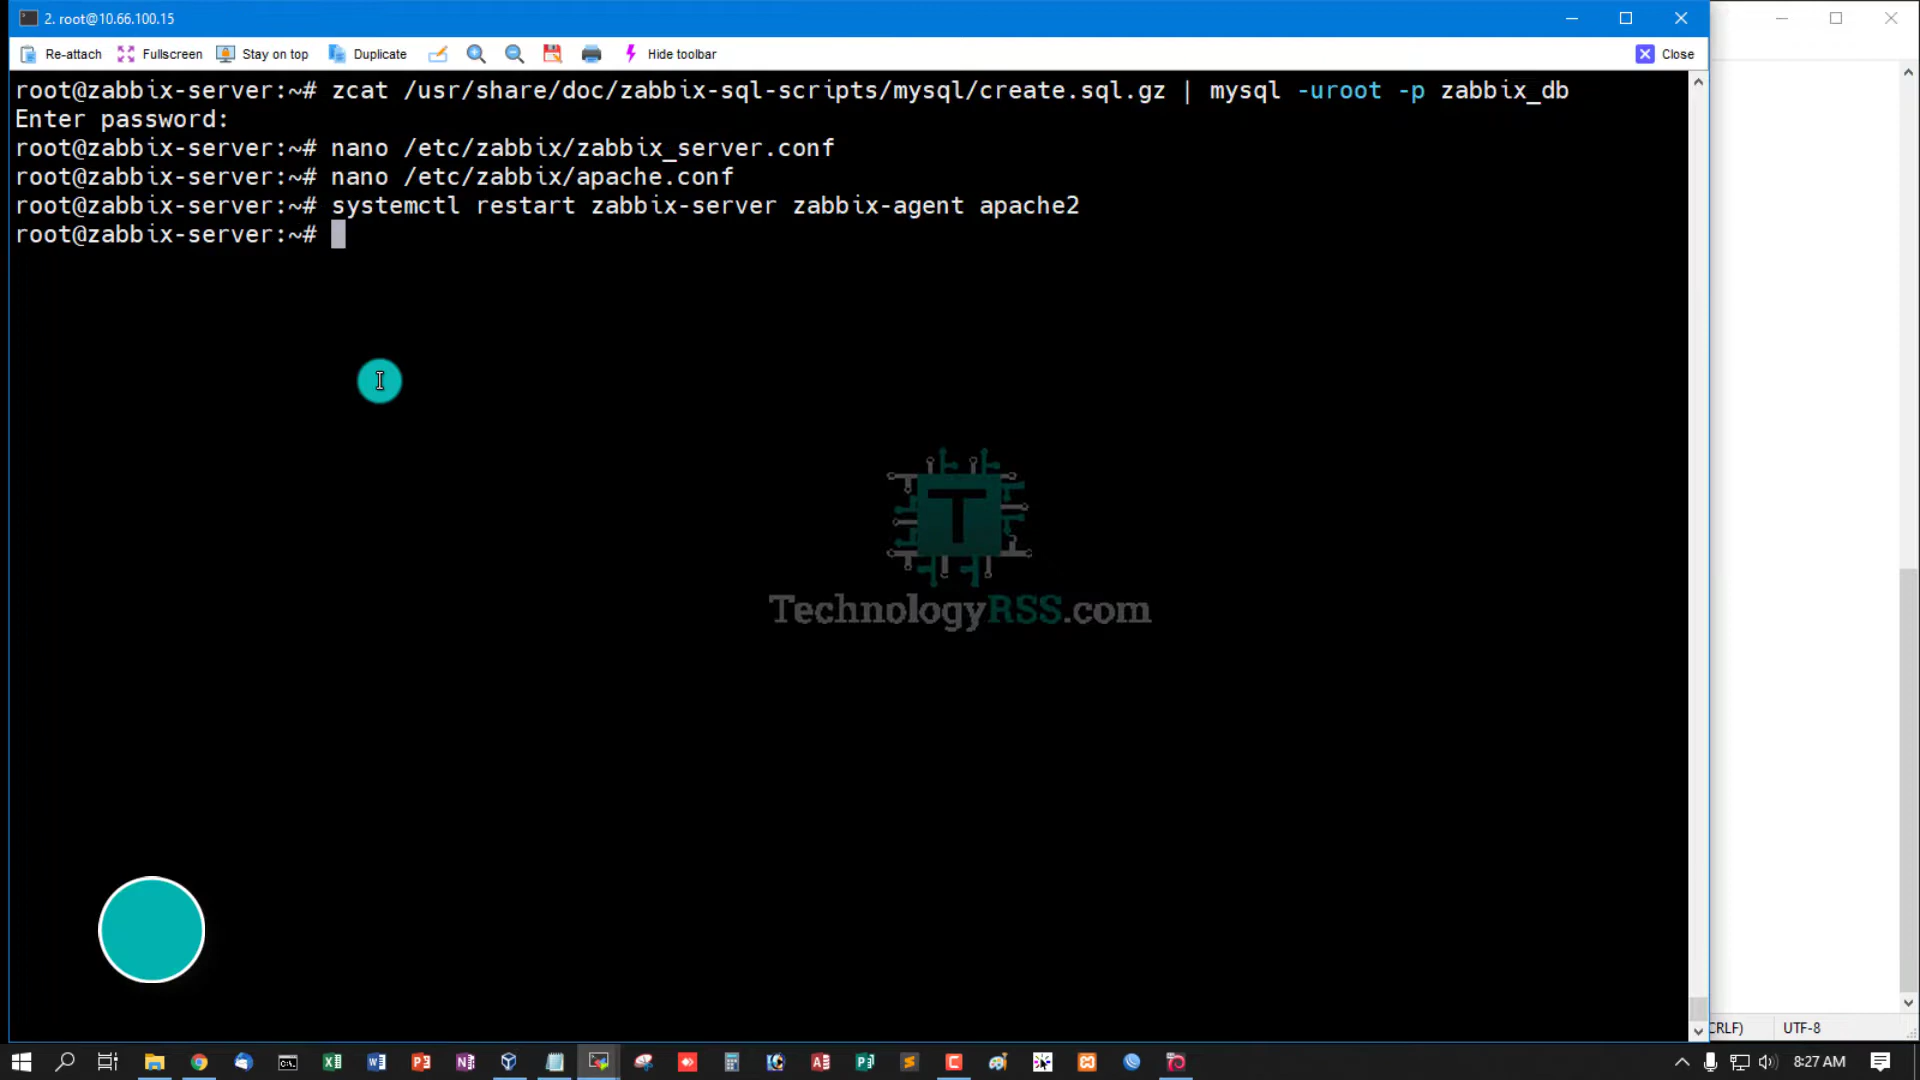 2. root@10.66.100.15
Re-attach Fullscreen Stay on top Duplicate Hide toolbar Close
root@zabbix-server:~# zcat /usr/share/doc/zabbix-sql-scripts/mysql/create.sql.gz | mysql -uroot -p zabbix_db
Enter password:
root@zabbix-server:~# nano /etc/zabbix/zabbix_server.conf
root@zabbix-server:~# nano /etc/zabbix/apache.conf
root@zabbix-server:~# systemctl restart zabbix-server zabbix-agent apache2
root@zabbix-server:~#
T
TechnologyRSS.com
CRLF) UTF-8
8:27 AM